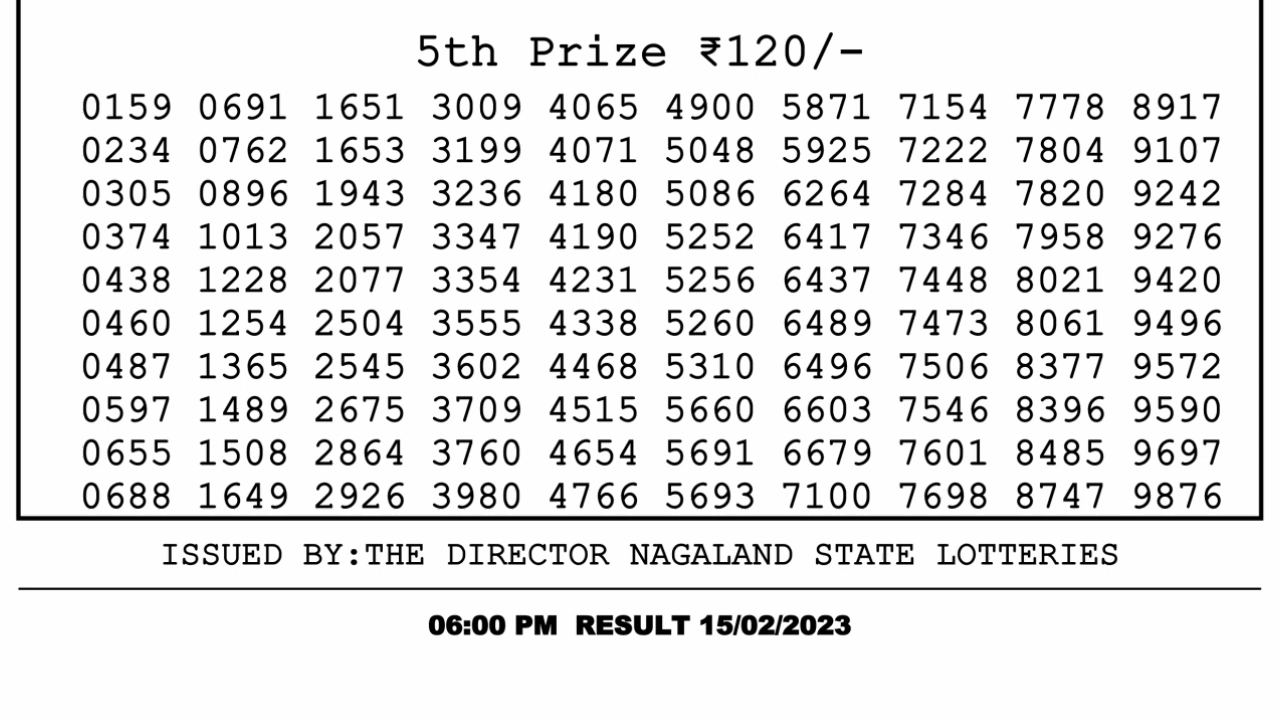 5th Prize ₹120/-
0159 0691 1651 3009 4065 4900 5871 7154 7778 8917
0234 0762 1653 3199 4071 5048 5925 7222 7804 9107
0305 0896 1943 3236 4180 5086 6264 7284 7820 9242
0374 1013 2057 3347 4190 5252 6417 7346 7958 9276
0438 1228 2077 3354 4231 5256 6437 7448 8021 9420
0460 1254 2504 3555 4338 5260 6489 7473 8061 9496
0487 1365 2545 3602 4468 5310 6496 7506 8377 9572
0597 1489 2675 3709 4515 5660 6603 7546 8396 9590
0655 1508 2864 3760 4654 5691 6679 7601 8485 9697
0688 1649 2926 3980 4766 5693 7100 7698 8747 9876
ISSUED BY:THE DIRECTOR NAGALAND STATE LOTTERIES
06:00 PM RESULT 15/02/2023